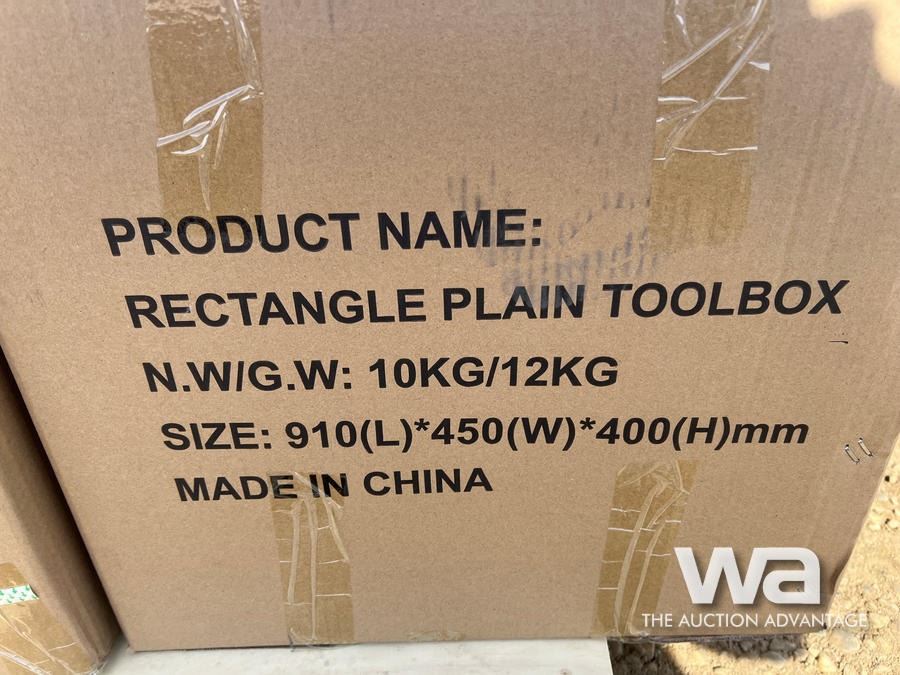 PRODUCT NAME:
RECTANGLE PLAIN TOOLBOX
N.W/G.W: 10KG/12KG
SIZE: 910(L)*450(W)*400(H)mm
MADE IN CHINA
wa
THE AUCTION ADVANTAGE